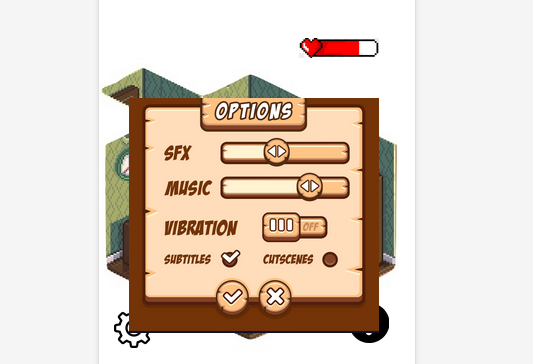 OPTIONS
SFX
MUSIC
VIBRATION OFF
SUBTITLES CUTSCENES